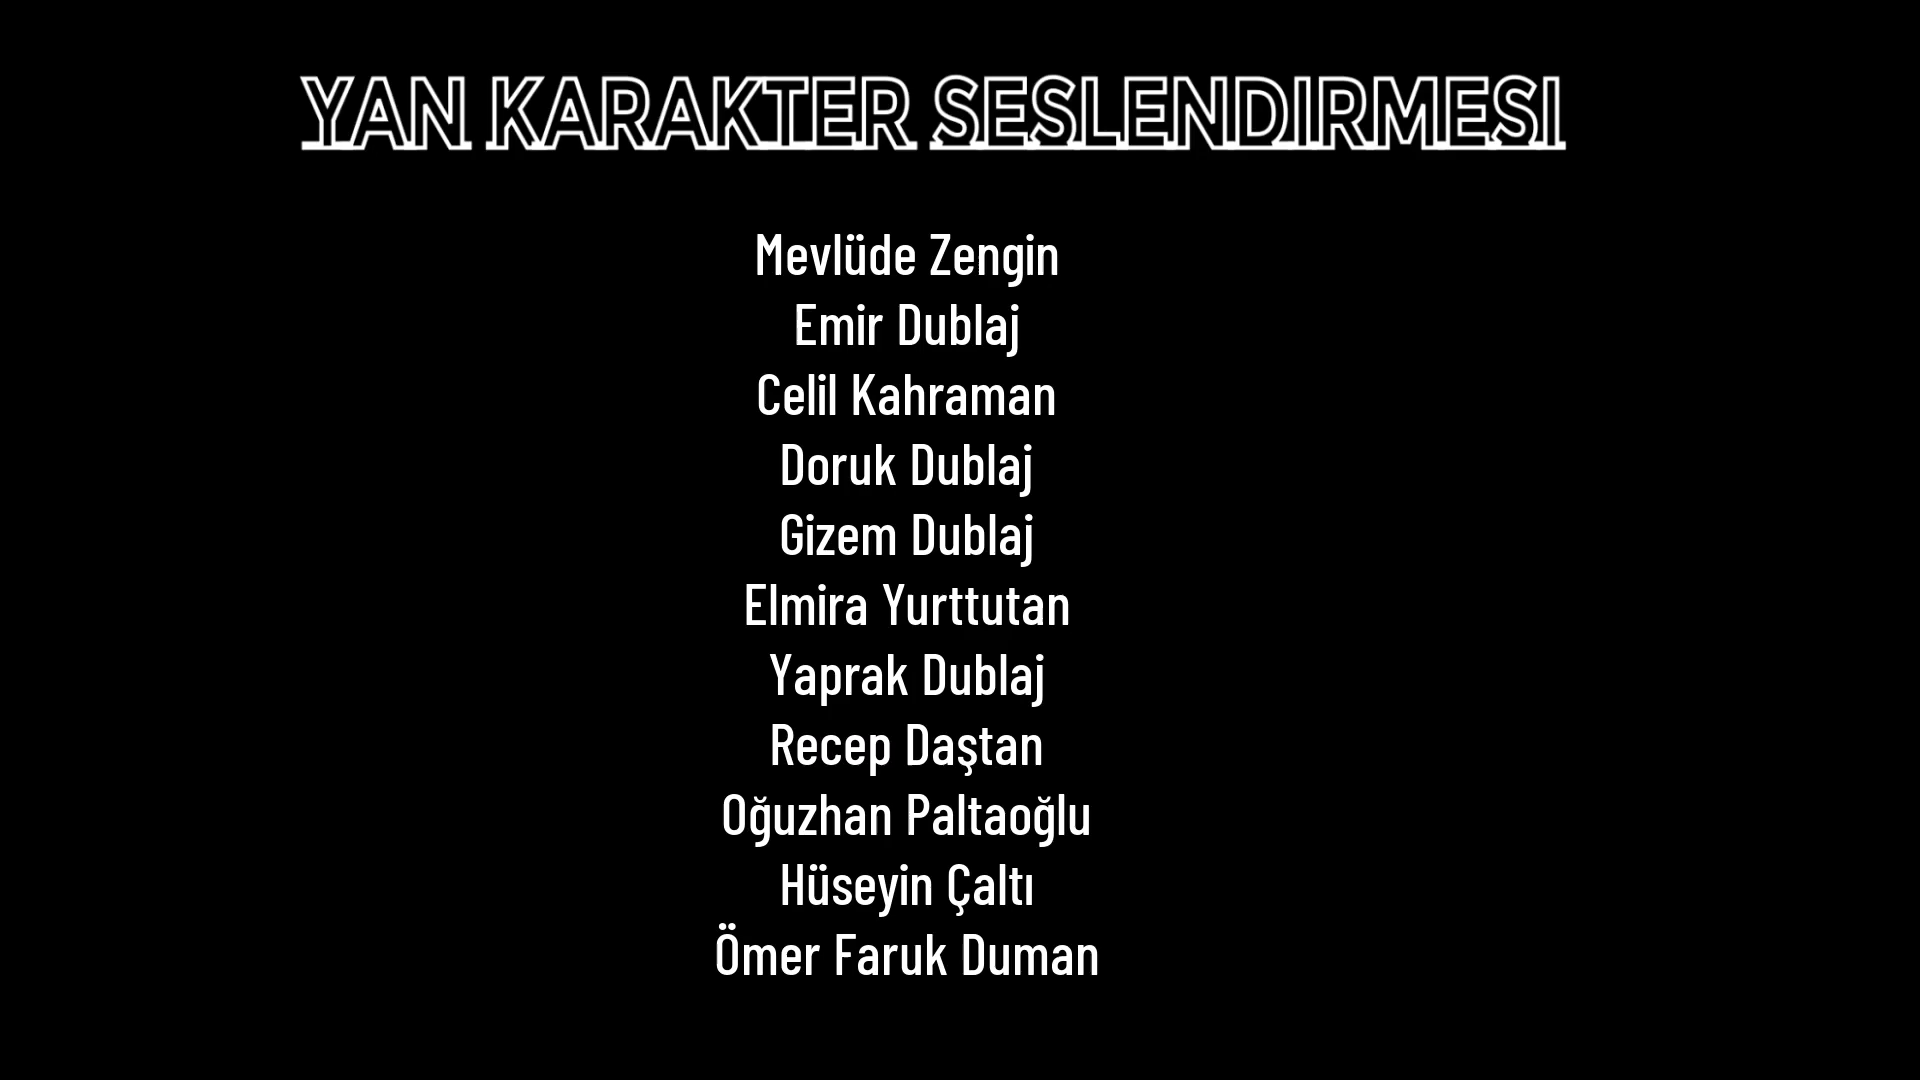 YAN KARAKTER SESLENDIRMESI
Mevlüde Zengin
Emir Dublaj
Celil Kahraman
Doruk Dublaj
Gizem Dublaj
Elmira Yurttutan
Yaprak Dublaj
Recep Daştan
Oğuzhan Paltaoğlu
Hüseyin Çaltı
Ömer Faruk Duman